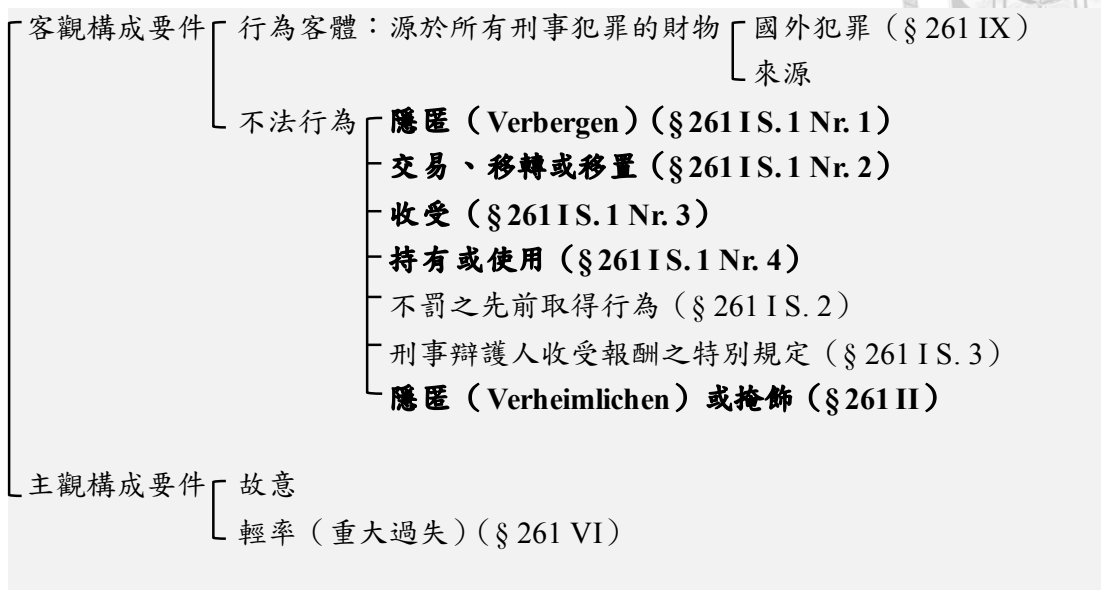 客觀構成要件 行為客體：源於所有刑事犯罪的財物 國外犯罪（§ 261 IX）
來源
不法行為 隱匿（Verbergen）（§ 261 I S. 1 Nr. 1）
交易、移轉或移置（§ 261 I S. 1 Nr. 2）
收受（§ 261 I S. 1 Nr. 3）
持有或使用（§ 261 I S. 1 Nr. 4）
不罰之先前取得行為（§ 261 I S. 2）
刑事辯護人收受報酬之特別規定（§ 261 I S. 3）
隱匿（Verheimlichen）或掩飾（§ 261 II）
主觀構成要件 故意
輕率（重大過失）（§ 261 VI）